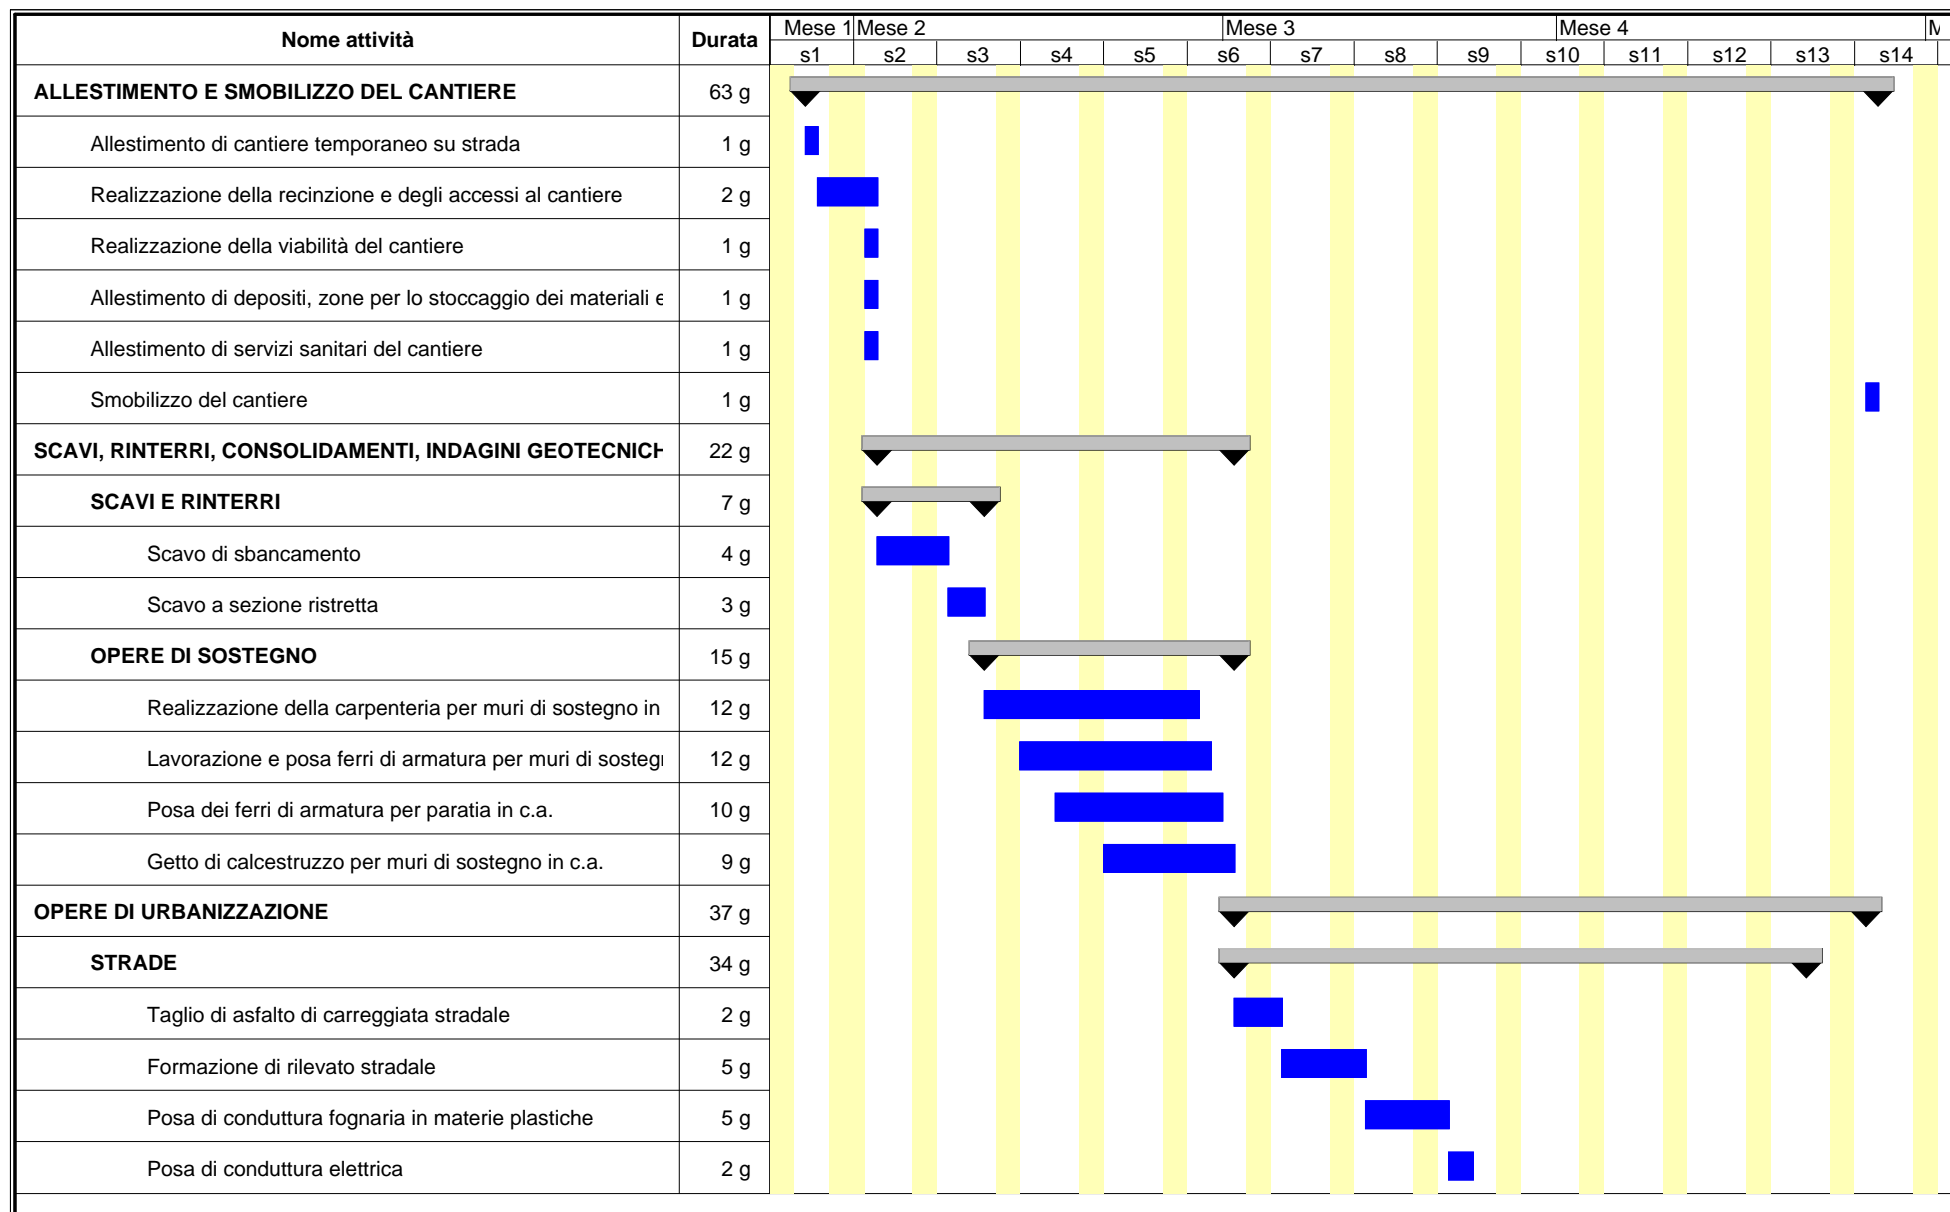 Nome attività Durata Mese 1 Mese 2 Mese 3 Mese 4
s1 s2 s3 s4 s5 s6 s7 s8 s9 s10 s11 s12 s13 s14
ALLESTIMENTO E SMOBILIZZO DEL CANTIERE 63 g
Allestimento di cantiere temporaneo su strada 1 g
Realizzazione della recinzione e degli accessi al cantiere 2 g
Realizzazione della viabilità del cantiere 1 g
Allestimento di depositi, zone per lo stoccaggio dei materiali e 1 g
Allestimento di servizi sanitari del cantiere 1 g
Smobilizzo del cantiere 1 g
SCAVI, RINTERRI, CONSOLIDAMENTI, INDAGINI GEOTECNICH 22 g
SCAVI E RINTERRI 7 g
Scavo di sbancamento 4 g
Scavo a sezione ristretta 3 g
OPERE DI SOSTEGNO 15 g
Realizzazione della carpenteria per muri di sostegno in 12 g
Lavorazione e posa ferri di armatura per muri di sostegn 12 g
Posa dei ferri di armatura per paratia in c.a. 10 g
Getto di calcestruzzo per muri di sostegno in c.a. 9 g
OPERE DI URBANIZZAZIONE 37 g
STRADE 34 g
Taglio di asfalto di carreggiata stradale 2 g
Formazione di rilevato stradale 5 g
Posa di conduttura fognaria in materie plastiche 5 g
Posa di conduttura elettrica 2 g